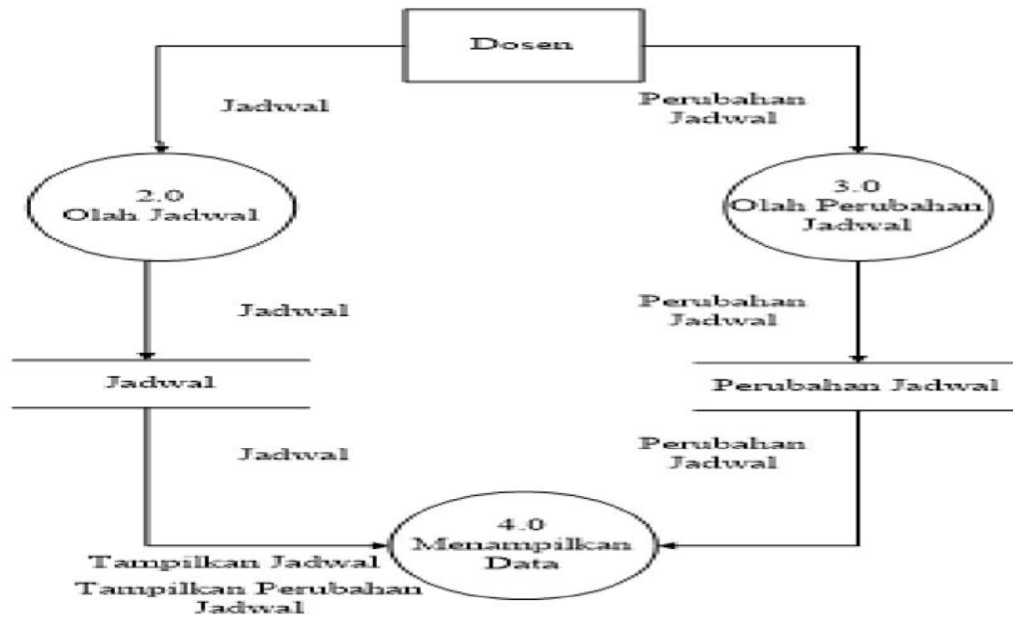 Dosen
Jadwal
Perubahan
Jadwal
2.0
Olah Jadwal
3.0
Olah Perubahan
Jadwal
Jadwal
Perubahan
Jadwal
Jadwal
Perubahan Jadwal
Jadwal
Perubahan
Jadwal
4.0
Menampilkan
Data
Tampilkan Jadwal
Tampilkan Perubahan
Jadwal